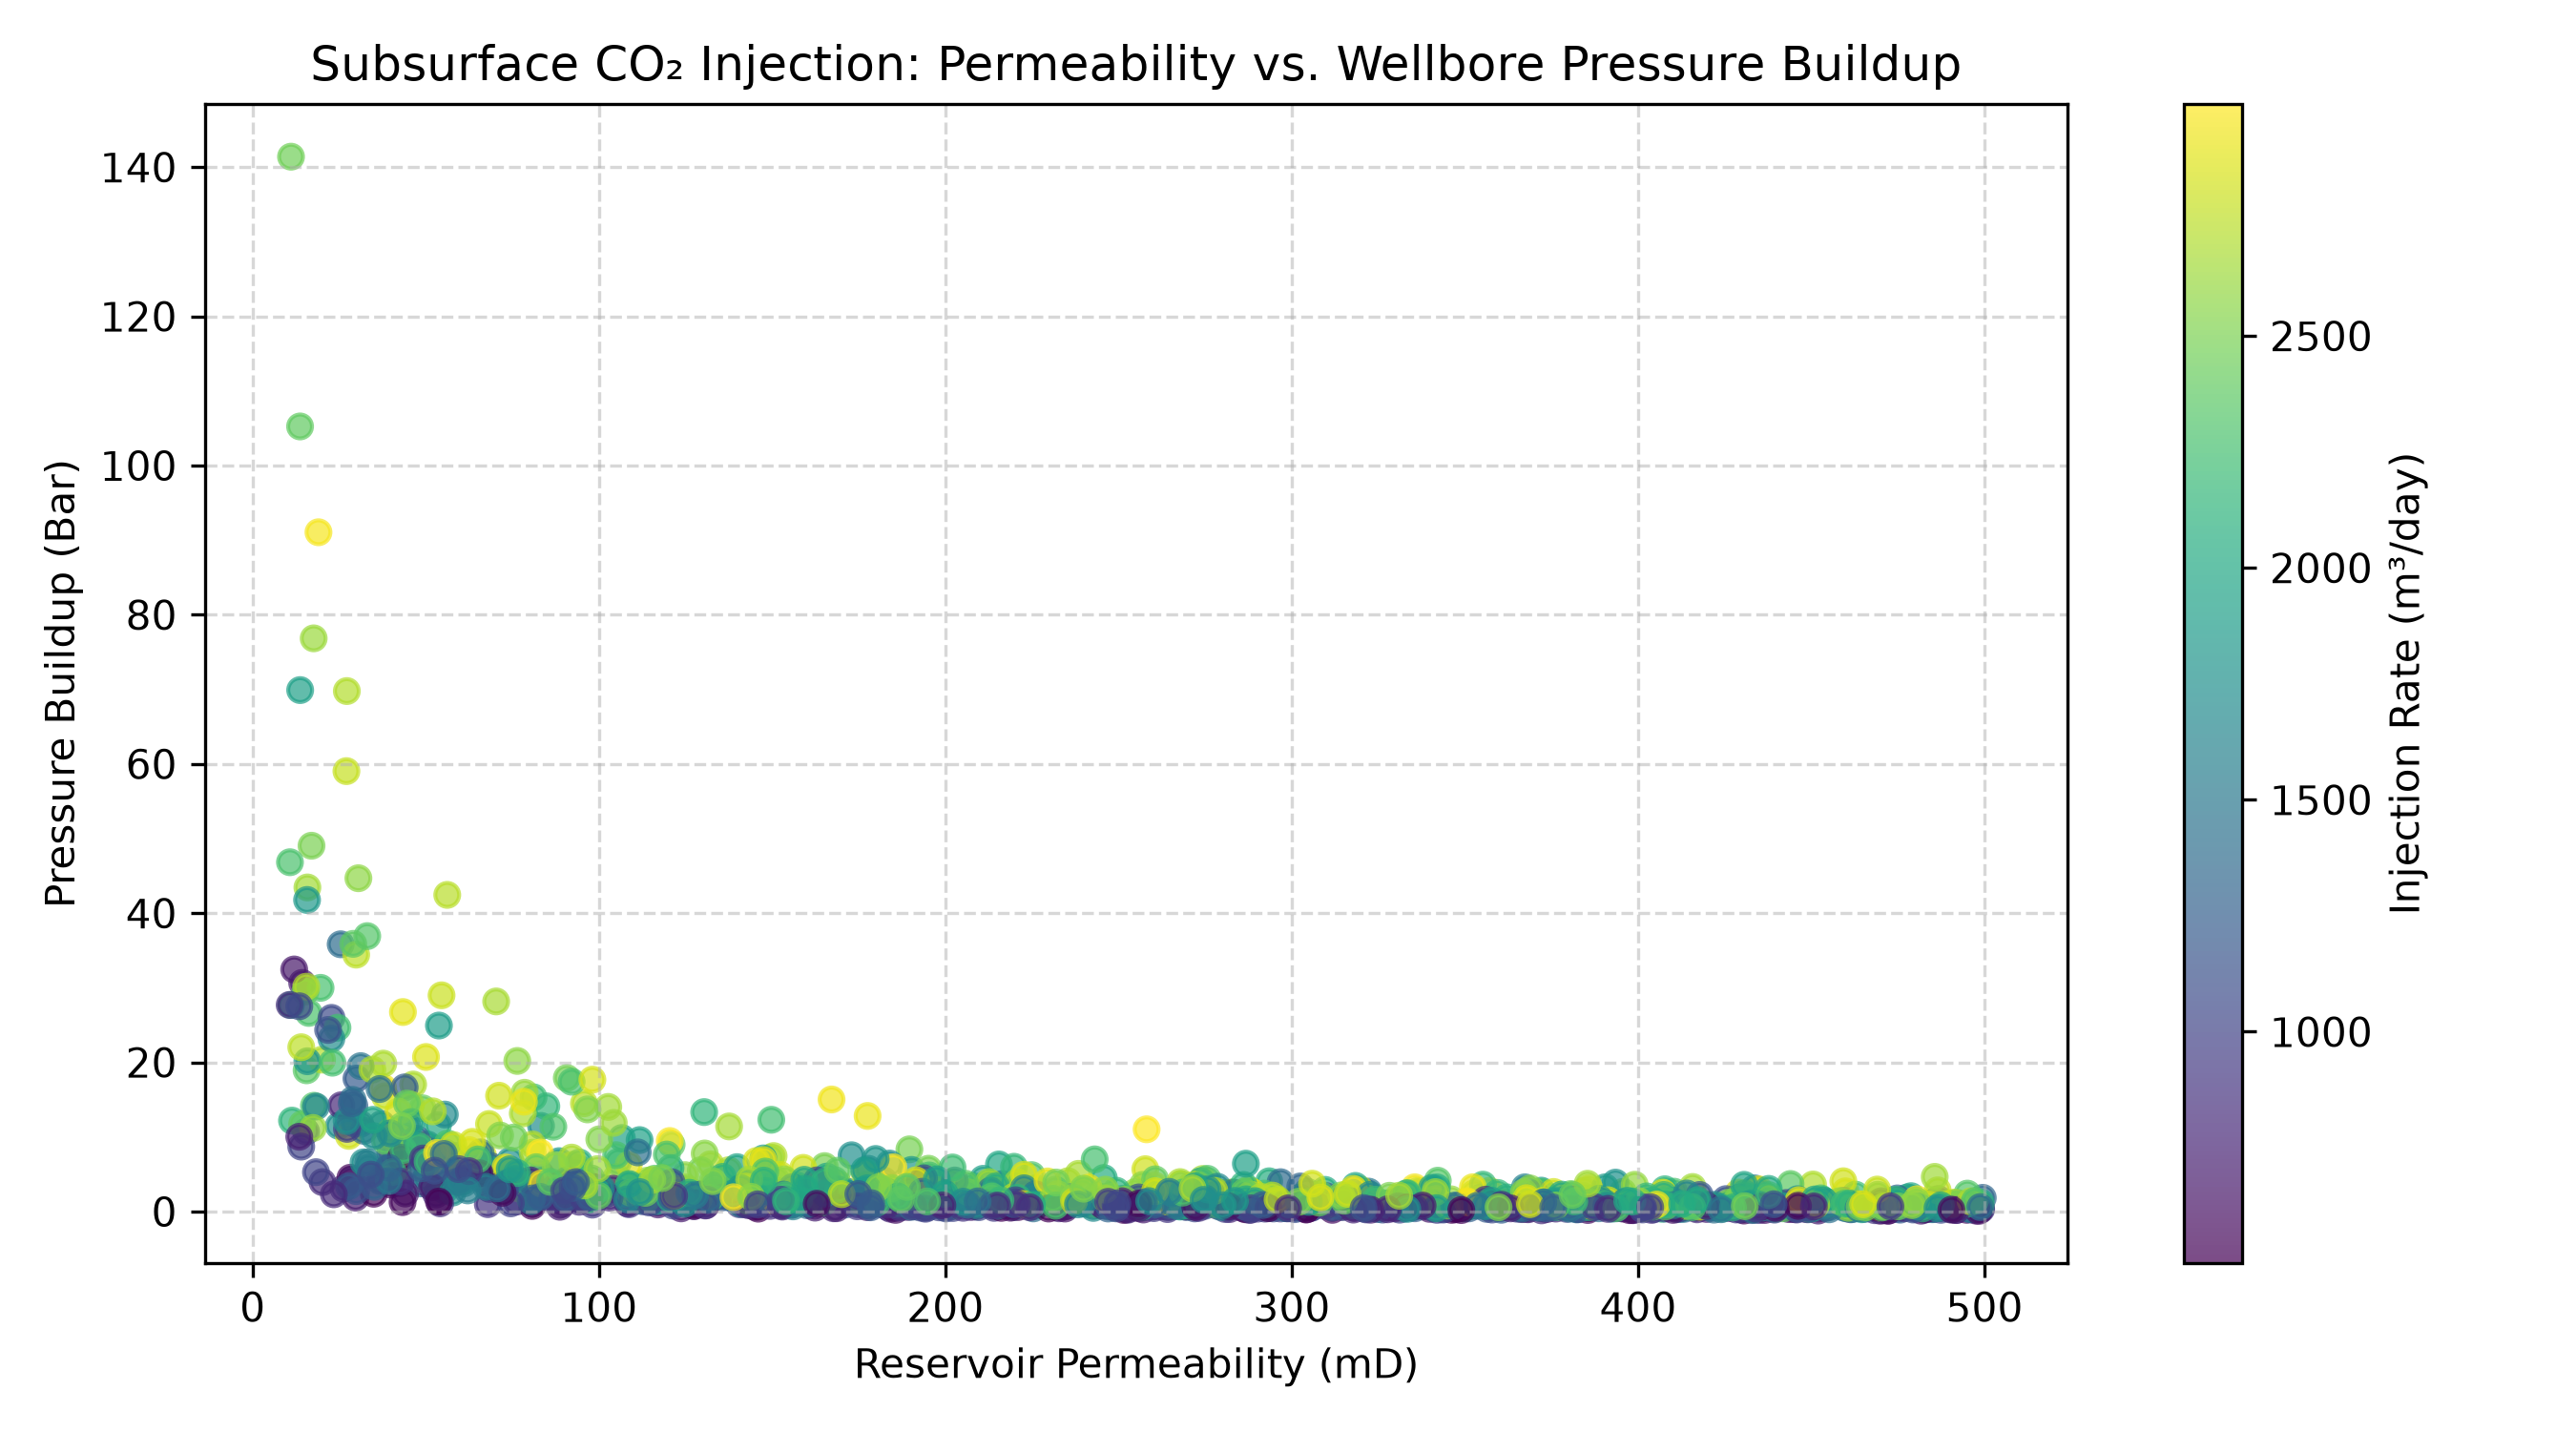 Subsurface CO₂ Injection: Permeability vs. Wellbore Pressure Buildup
Pressure Buildup (Bar)
140
120
100
80
60
40
20
0
0 100 200 300 400 500
Reservoir Permeability (mD)
2500
2000
1500
1000
Injection Rate (m³/day)